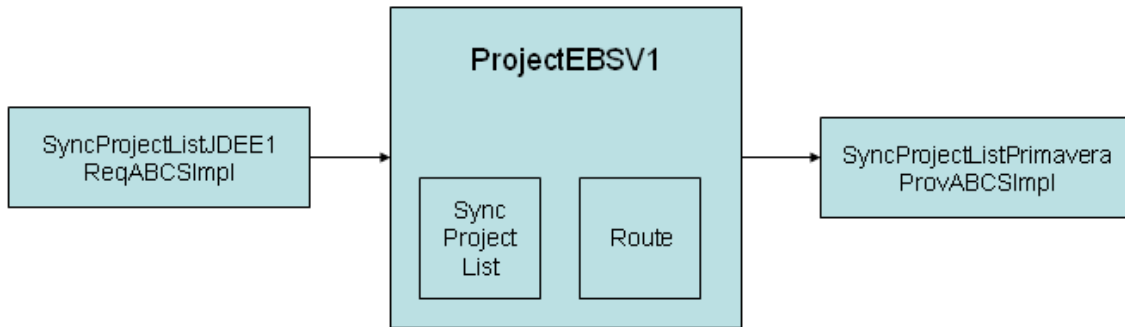 SyncProjectListJDEE1
ReqABCSImpl
ProjectEBSV1
Sync
Project
List
Route
SyncProjectListPrimavera
ProvABCSImpl